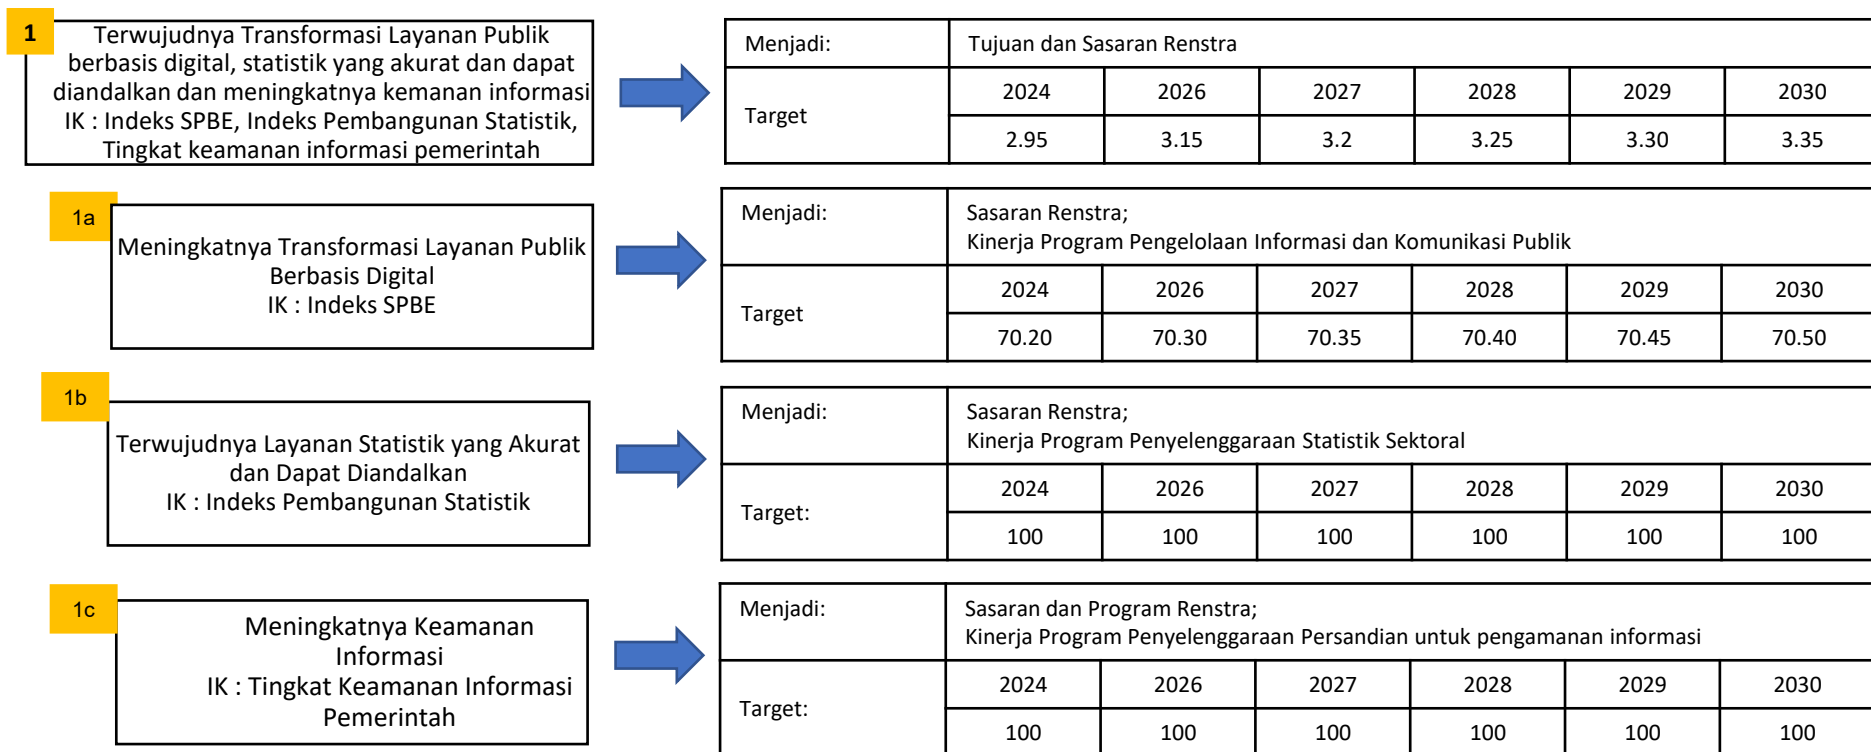 1
Terwujudnya Transformasi Layanan Publik
berbasis digital, statistik yang akurat dan dapat
diandalkan dan meningkatnya kemanan informasi
IK : Indeks SPBE, Indeks Pembangunan Statistik,
Tingkat keamanan informasi pemerintah
Menjadi: Tujuan dan Sasaran Renstra
Target 2024 2026 2027 2028 2029 2030
2.95 3.15 3.2 3.25 3.30 3.35
1a
Meningkatnya Transformasi Layanan Publik
Berbasis Digital
IK : Indeks SPBE
Menjadi: Sasaran Renstra;
Kinerja Program Pengelolaan Informasi dan Komunikasi Publik
Target 2024 2026 2027 2028 2029 2030
70.20 70.30 70.35 70.40 70.45 70.50
1b
Terwujudnya Layanan Statistik yang Akurat
dan Dapat Diandalkan
IK : Indeks Pembangunan Statistik
Menjadi: Sasaran Renstra;
Kinerja Program Penyelenggaraan Statistik Sektoral
Target: 2024 2026 2027 2028 2029 2030
100 100 100 100 100 100
1c
Meningkatnya Keamanan
Informasi
IK : Tingkat Keamanan Informasi
Pemerintah
Menjadi: Sasaran dan Program Renstra;
Kinerja Program Penyelenggaraan Persandian untuk pengamanan informasi
Target: 2024 2026 2027 2028 2029 2030
100 100 100 100 100 100